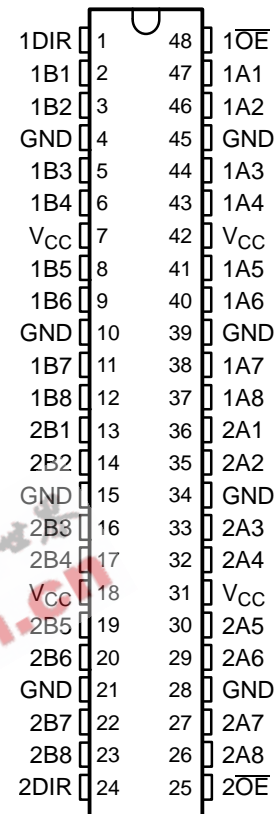 1DIR 1 48 1O̅E̅
1B1 2 47 1A1
1B2 3 46 1A2
GND 4 45 GND
1B3 5 44 1A3
1B4 6 43 1A4
VCC 7 42 VCC
1B5 8 41 1A5
1B6 9 40 1A6
GND 10 39 GND
1B7 11 38 1A7
1B8 12 37 1A8
2B1 13 36 2A1
2B2 14 35 2A2
GND 15 34 GND
2B3 16 33 2A3
2B4 17 32 2A4
VCC 18 31 VCC
2B5 19 30 2A5
2B6 20 29 2A6
GND 21 28 GND
2B7 22 27 2A7
2B8 23 26 2A8
2DIR 24 25 2O̅E̅